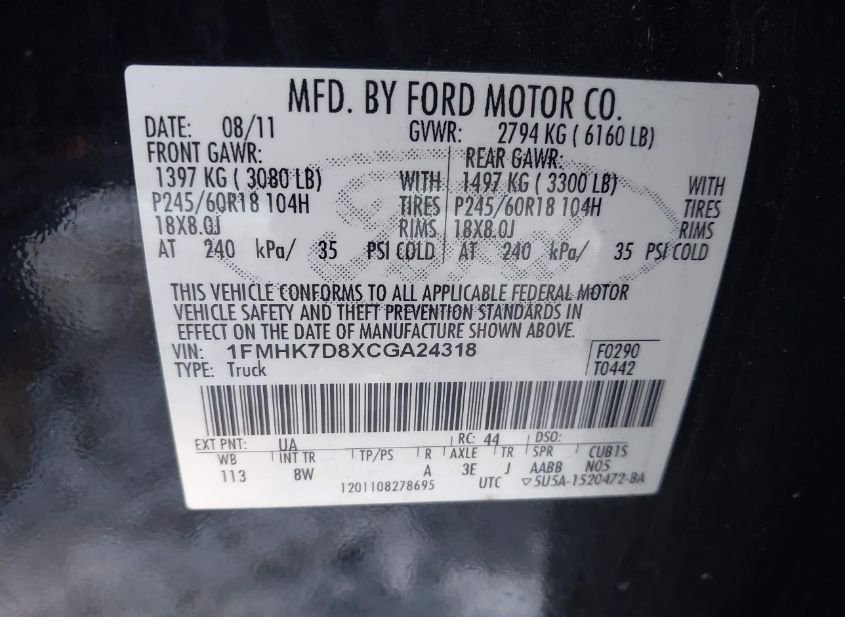 MFD. BY FORD MOTOR CO.
DATE: 08/11 GVWR: 2794 KG ( 6160 LB)
FRONT GAWR: REAR GAWR:
1397 KG ( 3080 LB) WITH 1497 KG ( 3300 LB) WITH
P245/60R18 104H TIRES P245/60R18 104H TIRES
18X8.0J RIMS 18X8.0J RIMS
AT 240 kPa/ 35 PSI COLD AT 240 kPa/ 35 PSI COLD
Ford
THIS VEHICLE CONFORMS TO ALL APPLICABLE FEDERAL MOTOR
VEHICLE SAFETY AND THEFT PREVENTION STANDARDS IN
EFFECT ON THE DATE OF MANUFACTURE SHOWN ABOVE.
VIN: 1FMHK7D8XCGA24318 F0290
TYPE: Truck T0442
EXT PNT: UA RC: 44 DSO:
WB INT TR TP/PS R AXLE TR SPR CUB1S
113 8W A 3E J AABB N05
1201108278695 UTC ▽5U5A-1520472-BA